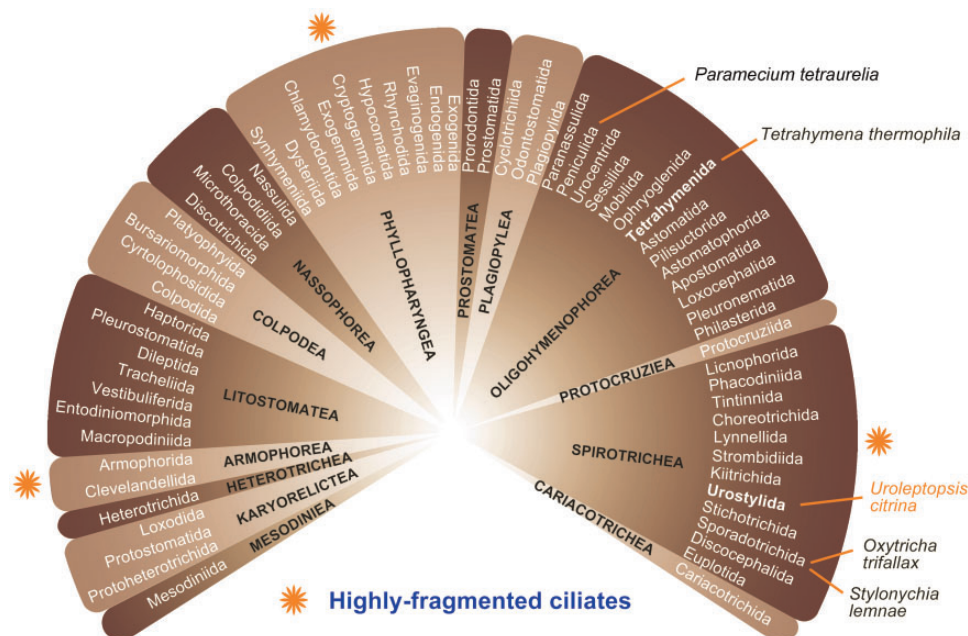 Mesodiniida
MESODINIEA
Protoheterotrichida
Protostomatida
Loxodida
KARYORELICTEA
Heterotrichida
HETEROTRICHEA
Clevelandellida
Armophorida
ARMOPHOREA
Macropodiniida
Entodiniomorphida
Vestibuliferida
Tracheliida
Dileptida
Pleurostomatida
Haptorida
LITOSTOMATEA
Colpodida
Cyrtolophosidida
Bursariomorphida
Platyophryida
COLPODEA
Discotrichida
Microthoracida
Colpodidiida
Nassulida
NASSOPHOREA
Synhymeniida
Dysteriida
Chlamydodontida
Exogemmida
Cryptogemmida
Hypocomatida
Rhynchodida
Evaginogenida
Endogenida
Exogenida
PHYLLOPHARYNGEA
Prorodontida
Prostomatida
PROSTOMATEA
Cyclotrichiida
Odontostomatida
Plagiopylida
PLAGIOPYLEA
Paranassulida
Peniculida
Urocentrida
Sessilida
Mobilida
Ophryoglenida
Tetrahymenida
Astomatida
Pilisuctorida
Astomatophorida
Apostomatida
Loxocephalida
Pleuronematida
Philasterida
OLIGOHYMENOPHOREA
Paramecium tetraurelia
Tetrahymena thermophila
Protocruziida
PROTOCRUZIEA
Licnophorida
Phacodiniida
Tintinnida
Choreotrichida
Lynnellida
Strombidiida
Kiitrichida
Urostylida
Stichotrichida
Sporadotrichida
Discocephalida
Euplotida
SPIROTRICHEA
Uroleptopsis
citrina
Oxytricha
trifallax
Stylonychia
lemnae
Cariacotrichida
CARIACOTRICHEA
Highly-fragmented ciliates